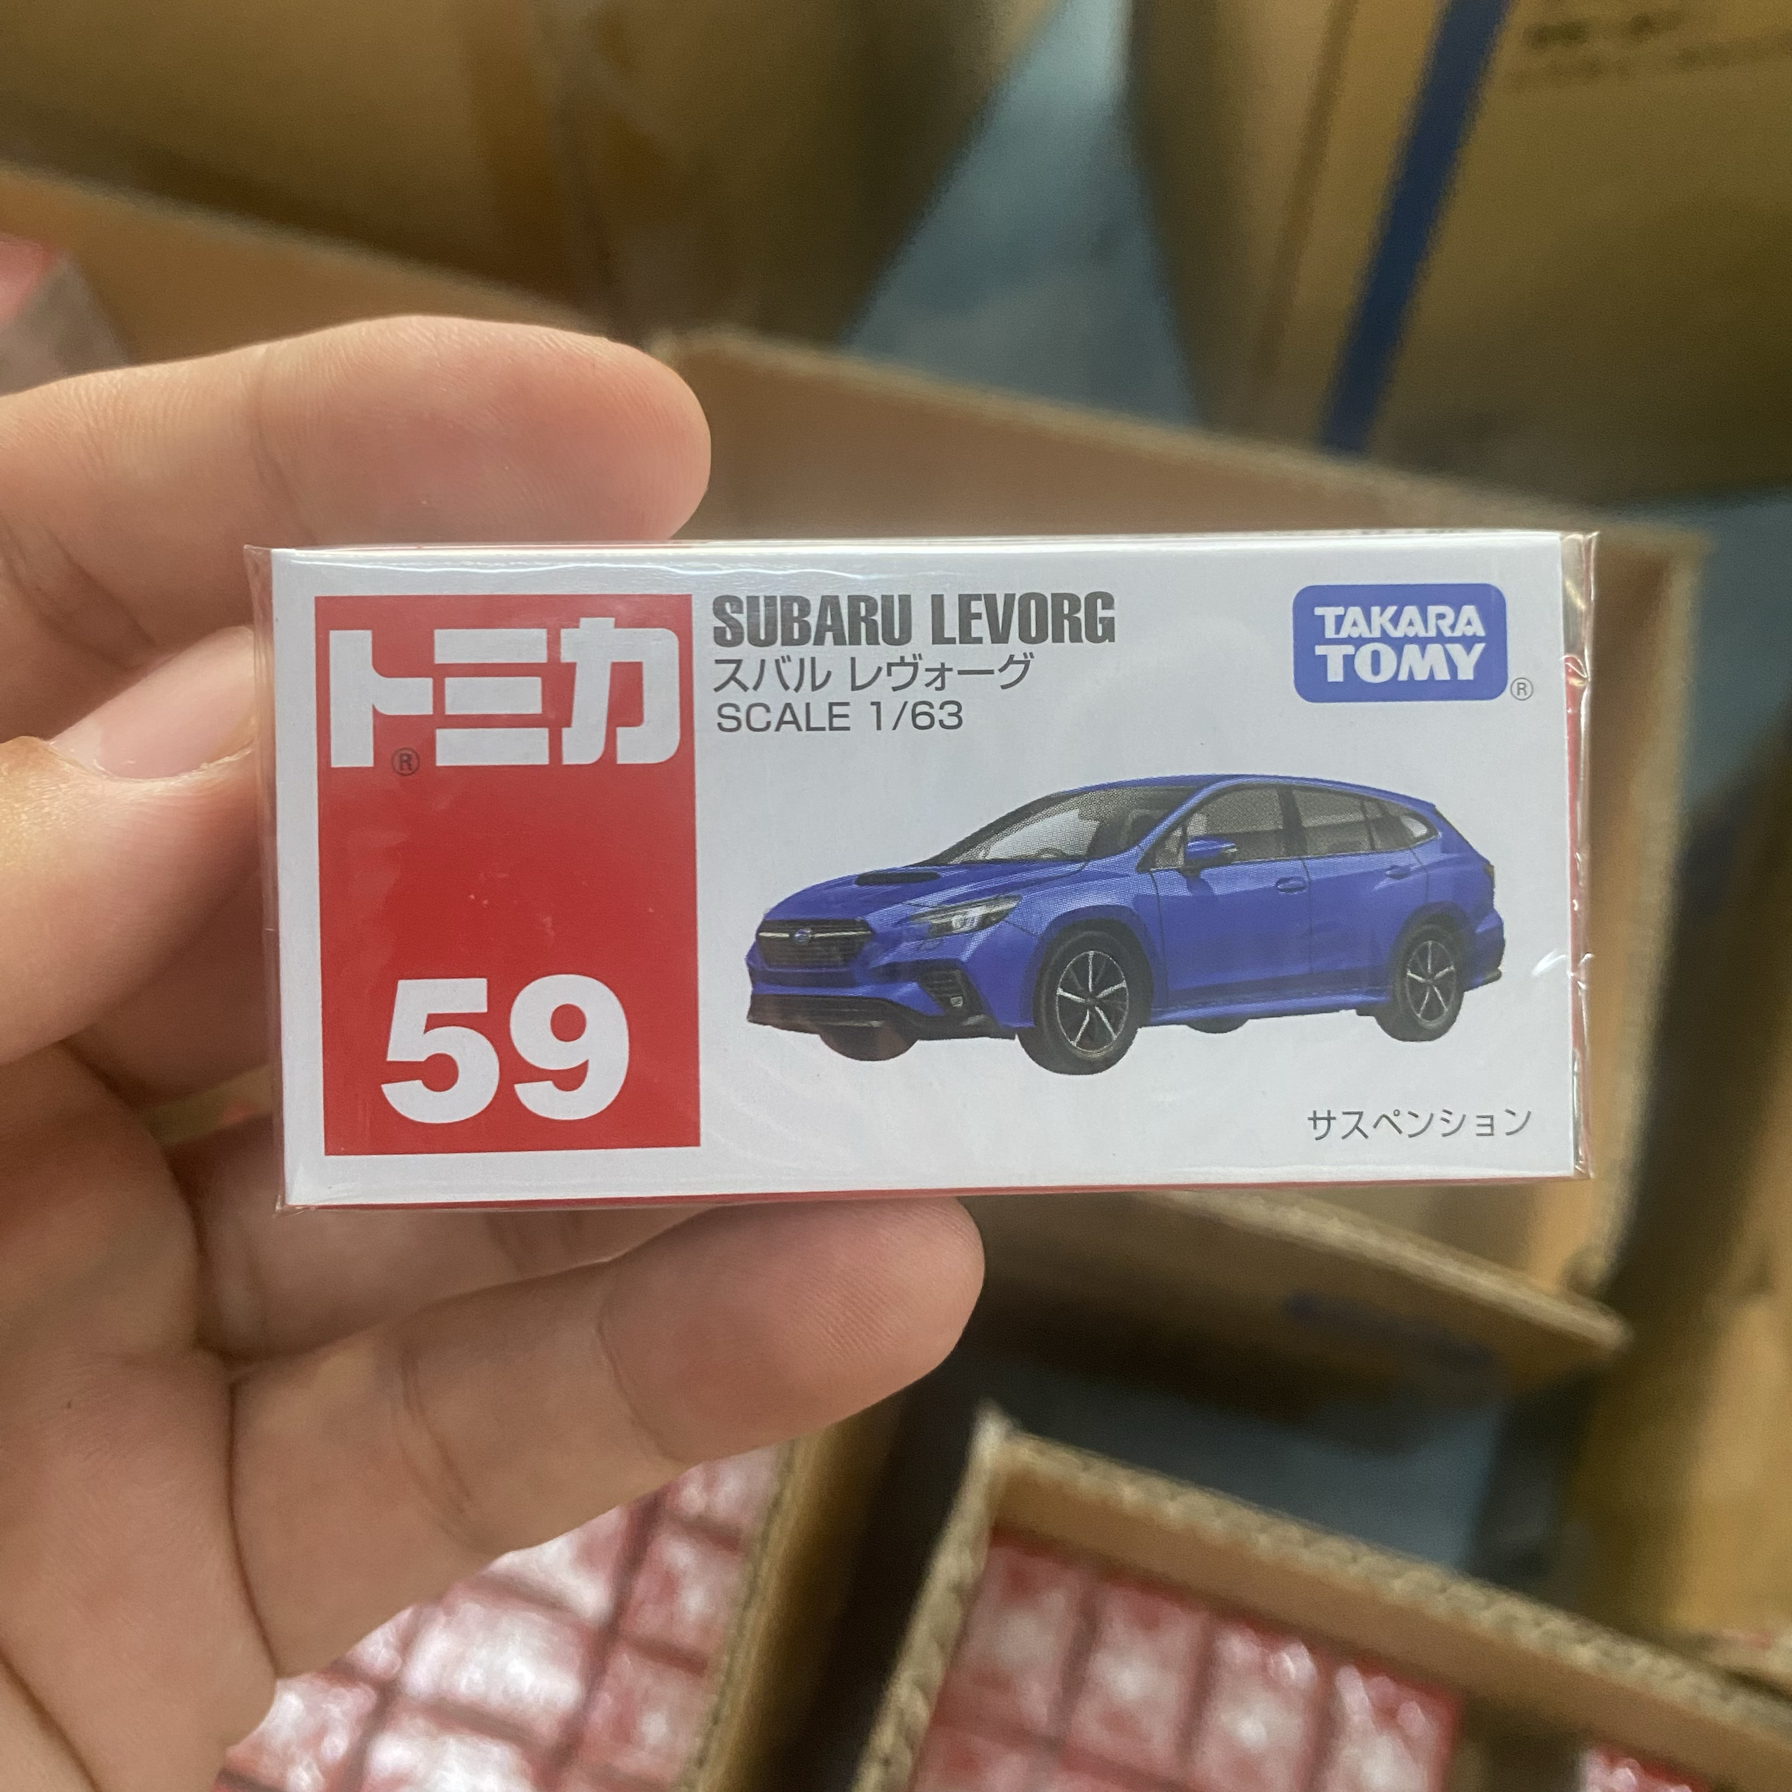 トミカ
®
59
SUBARU LEVORG
スバル レヴォーグ
SCALE 1/63
TAKARA
TOMY
®
サスペンション